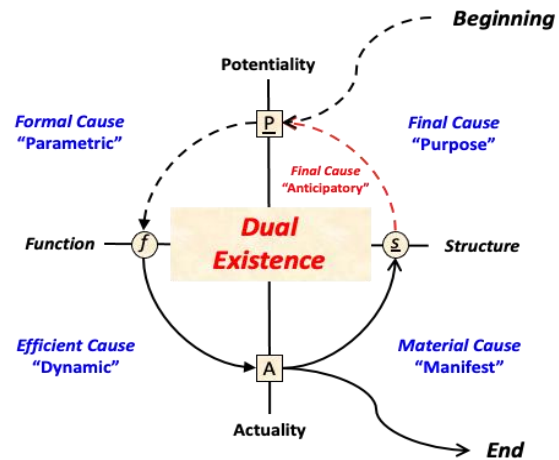 Beginning
Potentiality
P
Formal Cause
“Parametric”
Final Cause
“Purpose”
Final Cause
“Anticipatory”
Function
f
Dual
Existence
s
Structure
Efficient Cause
“Dynamic”
Material Cause
“Manifest”
A
Actuality
End